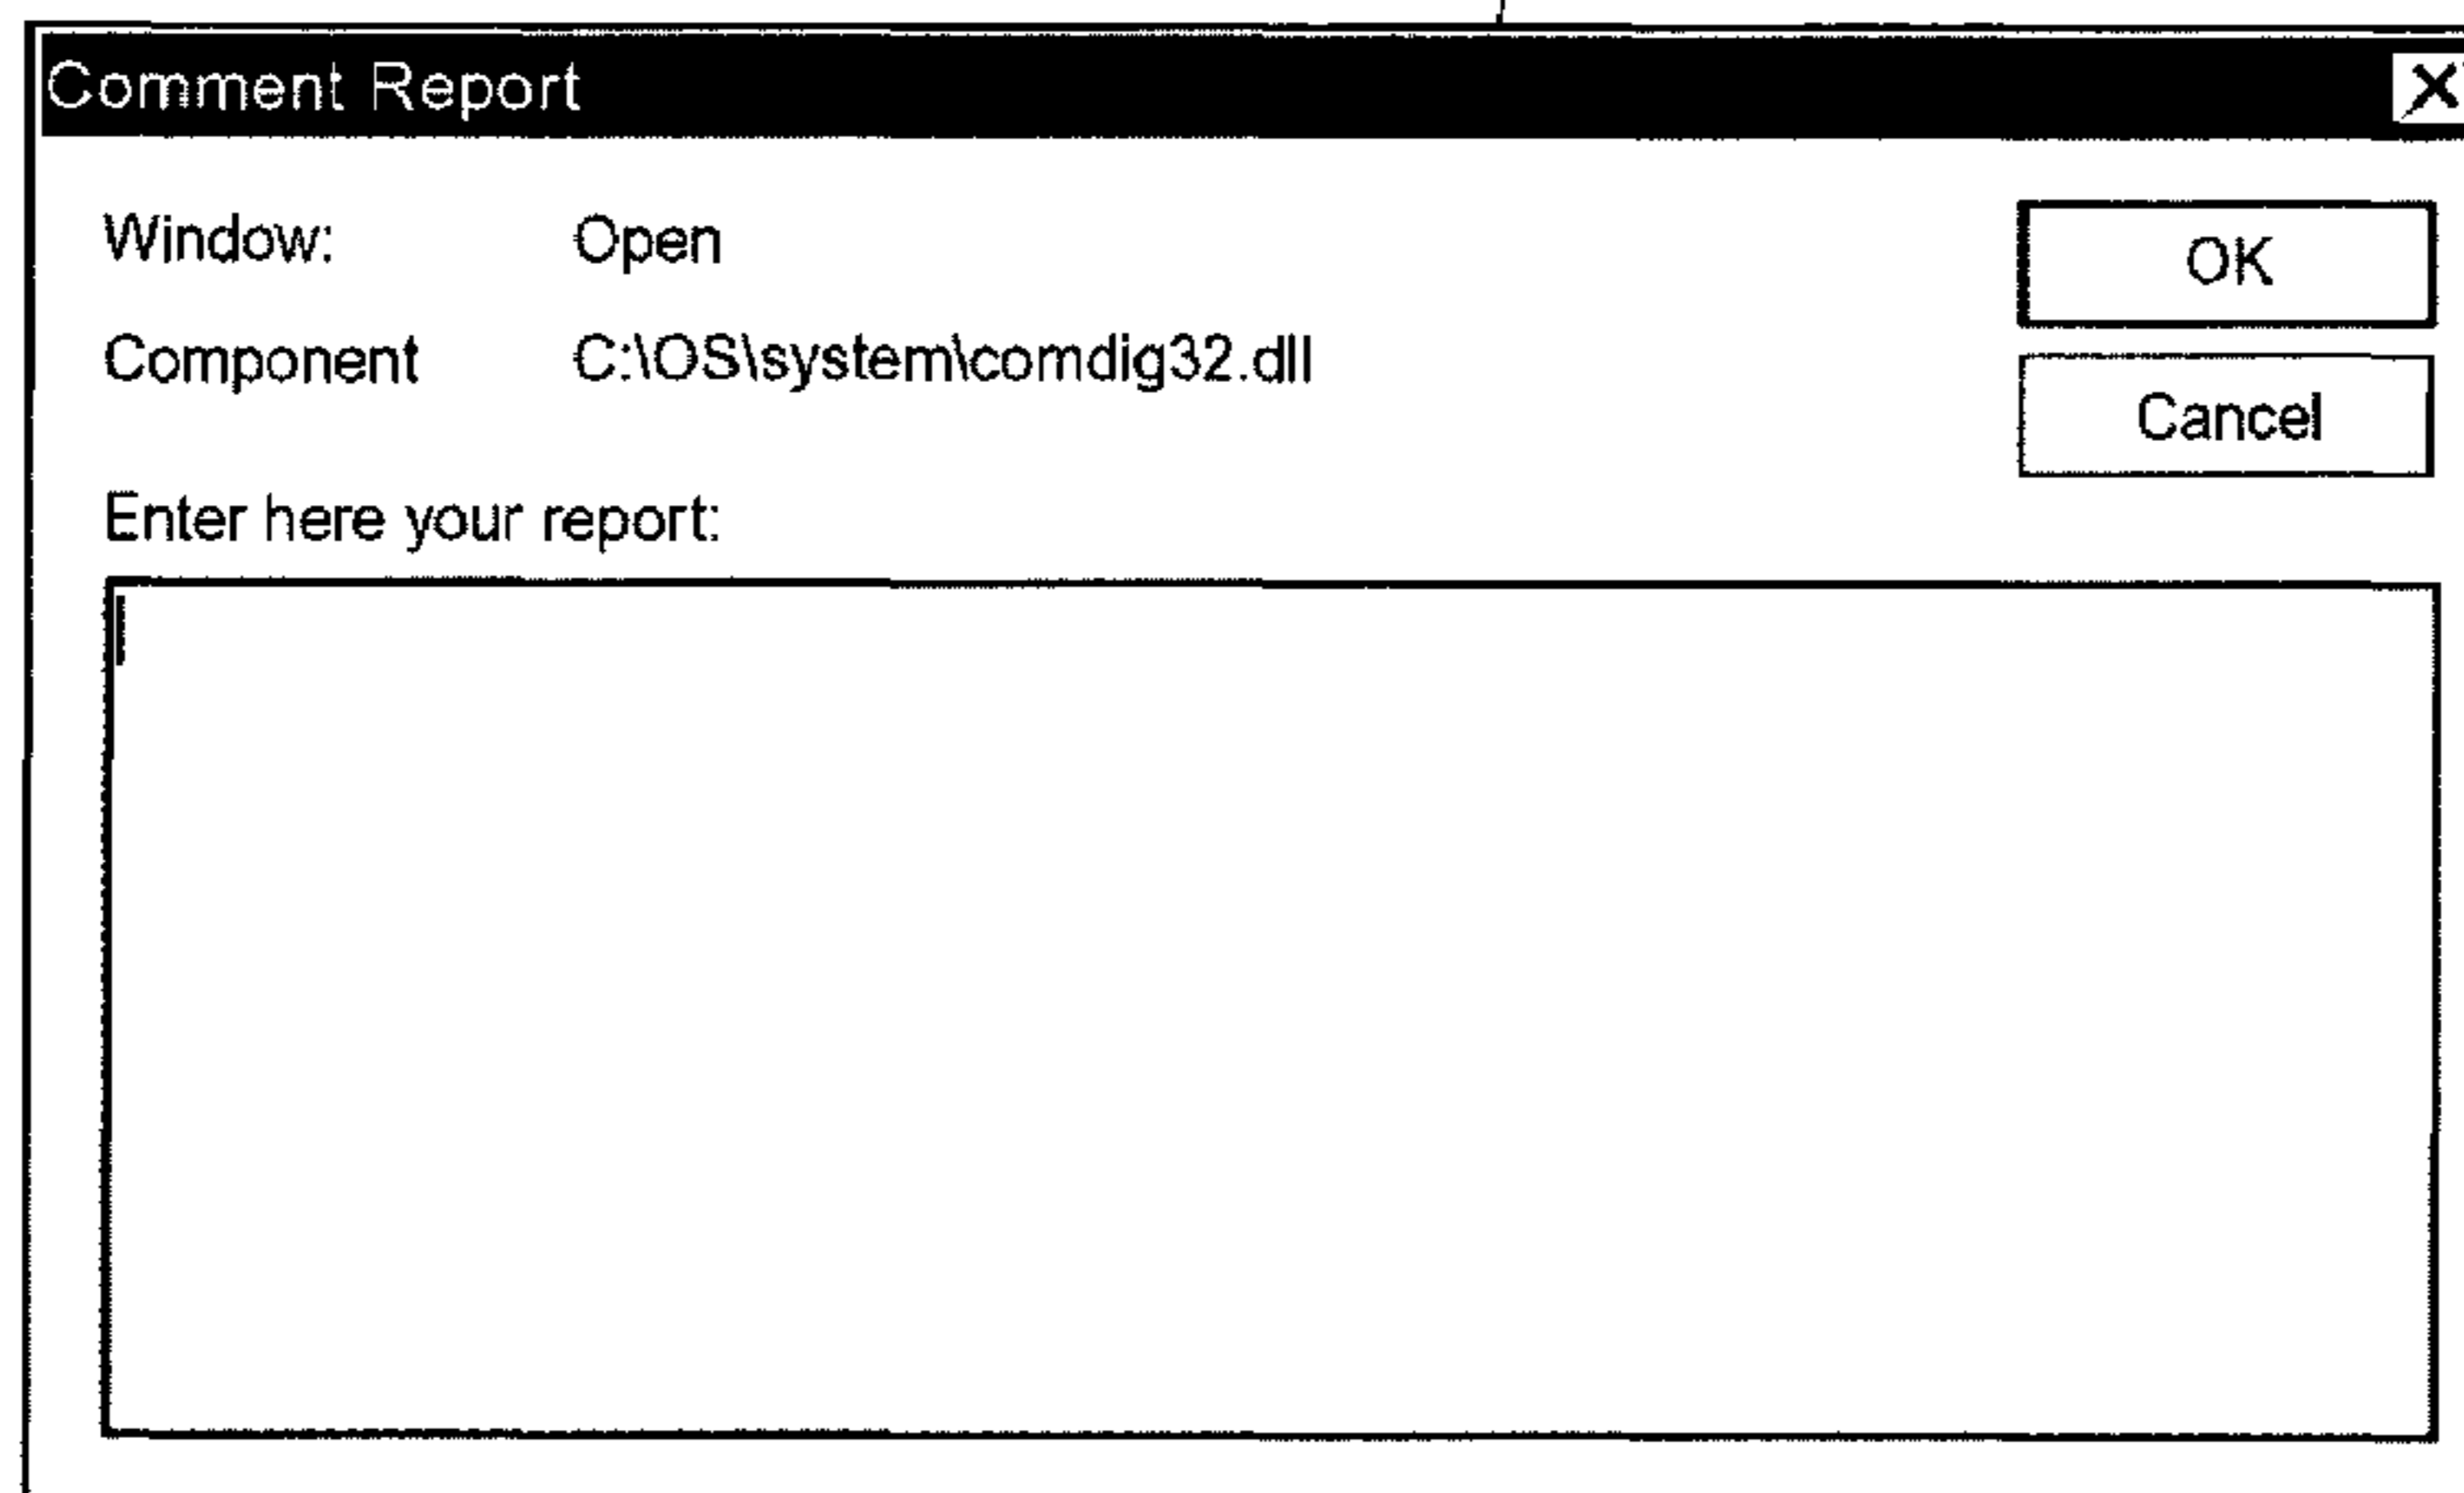 Comment Report
Window: Open
OK
Component C:\OS\system\comdig32.dll
Cancel
Enter here your report: